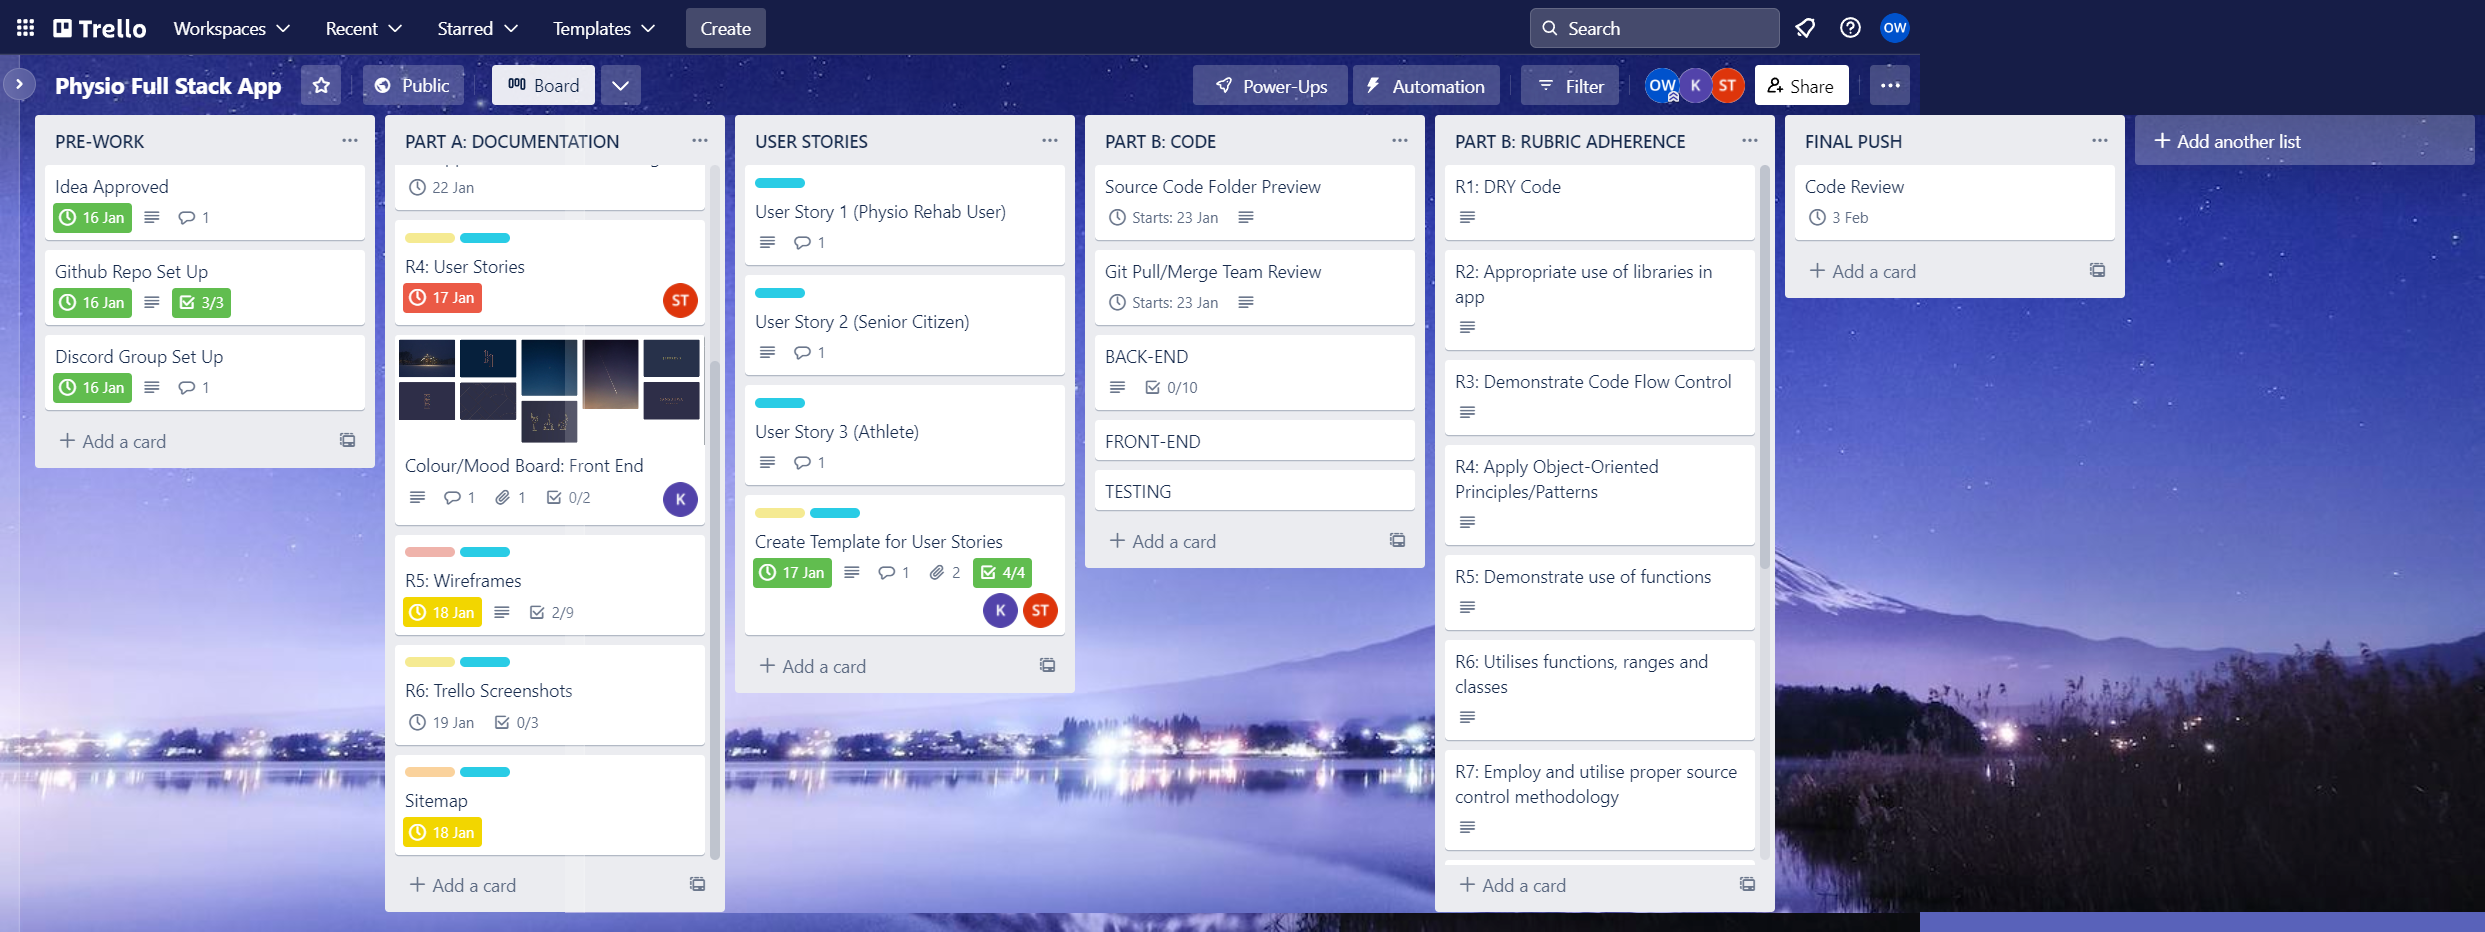 Trello
Workspaces
Recent
Starred
Templates
Create
Search
OW
Physio Full Stack App
Public
Board
Power-Ups
Automation
Filter
OW
K
ST
Share
PRE-WORK
Idea Approved
16 Jan
1
Github Repo Set Up
16 Jan
3/3
Discord Group Set Up
16 Jan
1
+ Add a card
PART A: DOCUMENTATION
22 Jan
R4: User Stories
17 Jan
ST
Colour/Mood Board: Front End
1
1
0/2
K
R5: Wireframes
18 Jan
2/9
R6: Trello Screenshots
19 Jan
0/3
Sitemap
18 Jan
+ Add a card
USER STORIES
User Story 1 (Physio Rehab User)
1
User Story 2 (Senior Citizen)
1
User Story 3 (Athlete)
1
Create Template for User Stories
17 Jan
1
2
4/4
K
ST
+ Add a card
PART B: CODE
Source Code Folder Preview
Starts: 23 Jan
Git Pull/Merge Team Review
Starts: 23 Jan
BACK-END
0/10
FRONT-END
TESTING
+ Add a card
PART B: RUBRIC ADHERENCE
R1: DRY Code
R2: Appropriate use of libraries in
app
R3: Demonstrate Code Flow Control
R4: Apply Object-Oriented
Principles/Patterns
R5: Demonstrate use of functions
R6: Utilises functions, ranges and
classes
R7: Employ and utilise proper source
control methodology
+ Add a card
FINAL PUSH
Code Review
3 Feb
+ Add a card
+ Add another list